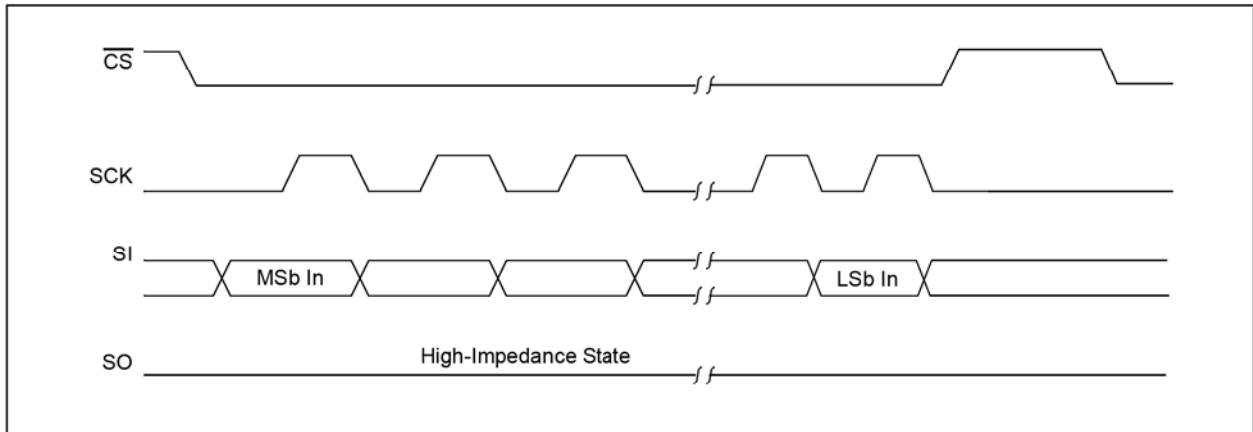 CS
SCK
SI
MSb In
LSb In
SO
High-Impedance State